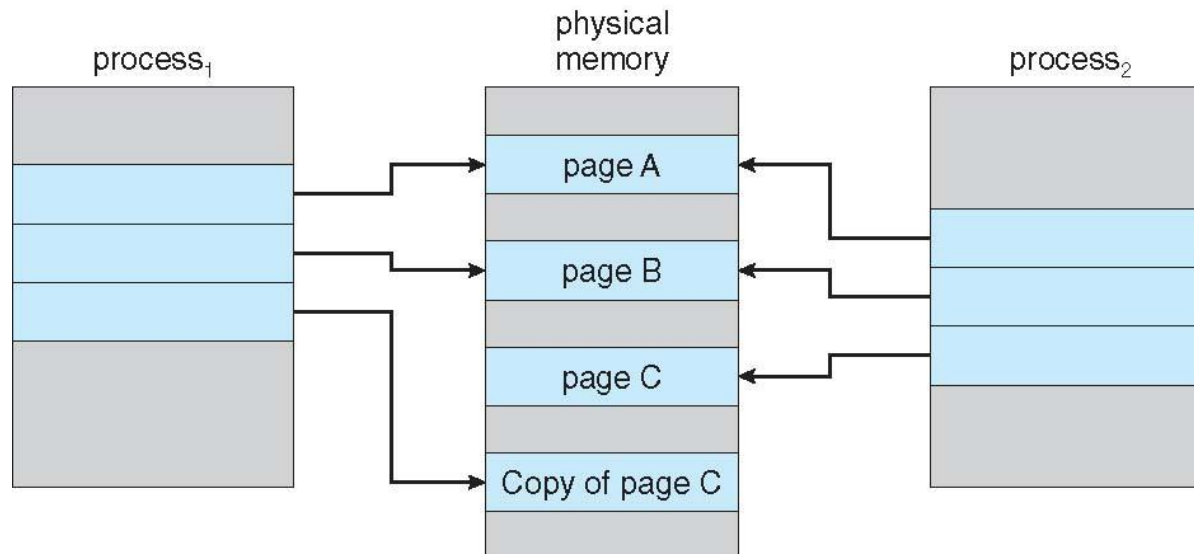 process₁
physical
memory
process₂
page A
page B
page C
Copy of page C